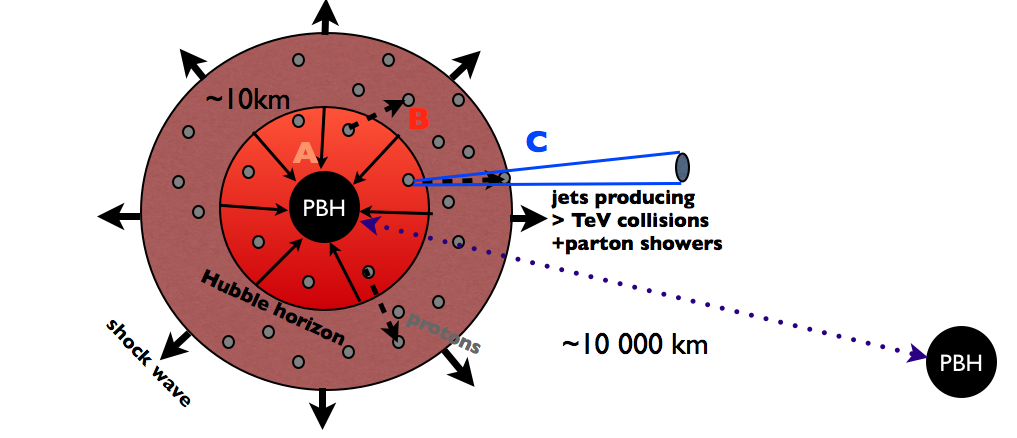 ~10km
B
A
C
PBH
jets producing
> TeV collisions
+parton showers
Hubble horizon
protons
shock wave
~10 000 km
PBH